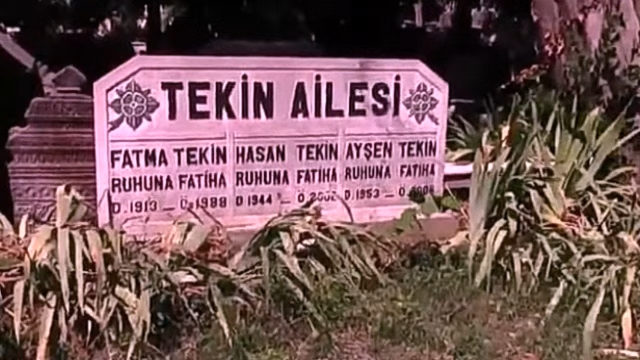 TEKİN AİLESİ
FATMA TEKİN
RUHUNA FATİHA
D. 1913 — Ö. 1988
HASAN TEKİN
RUHUNA FATİHA
D. 1944 — Ö.
AYŞEN TEKİN
RUHUNA FATİHA
D. 1953 — Ö.